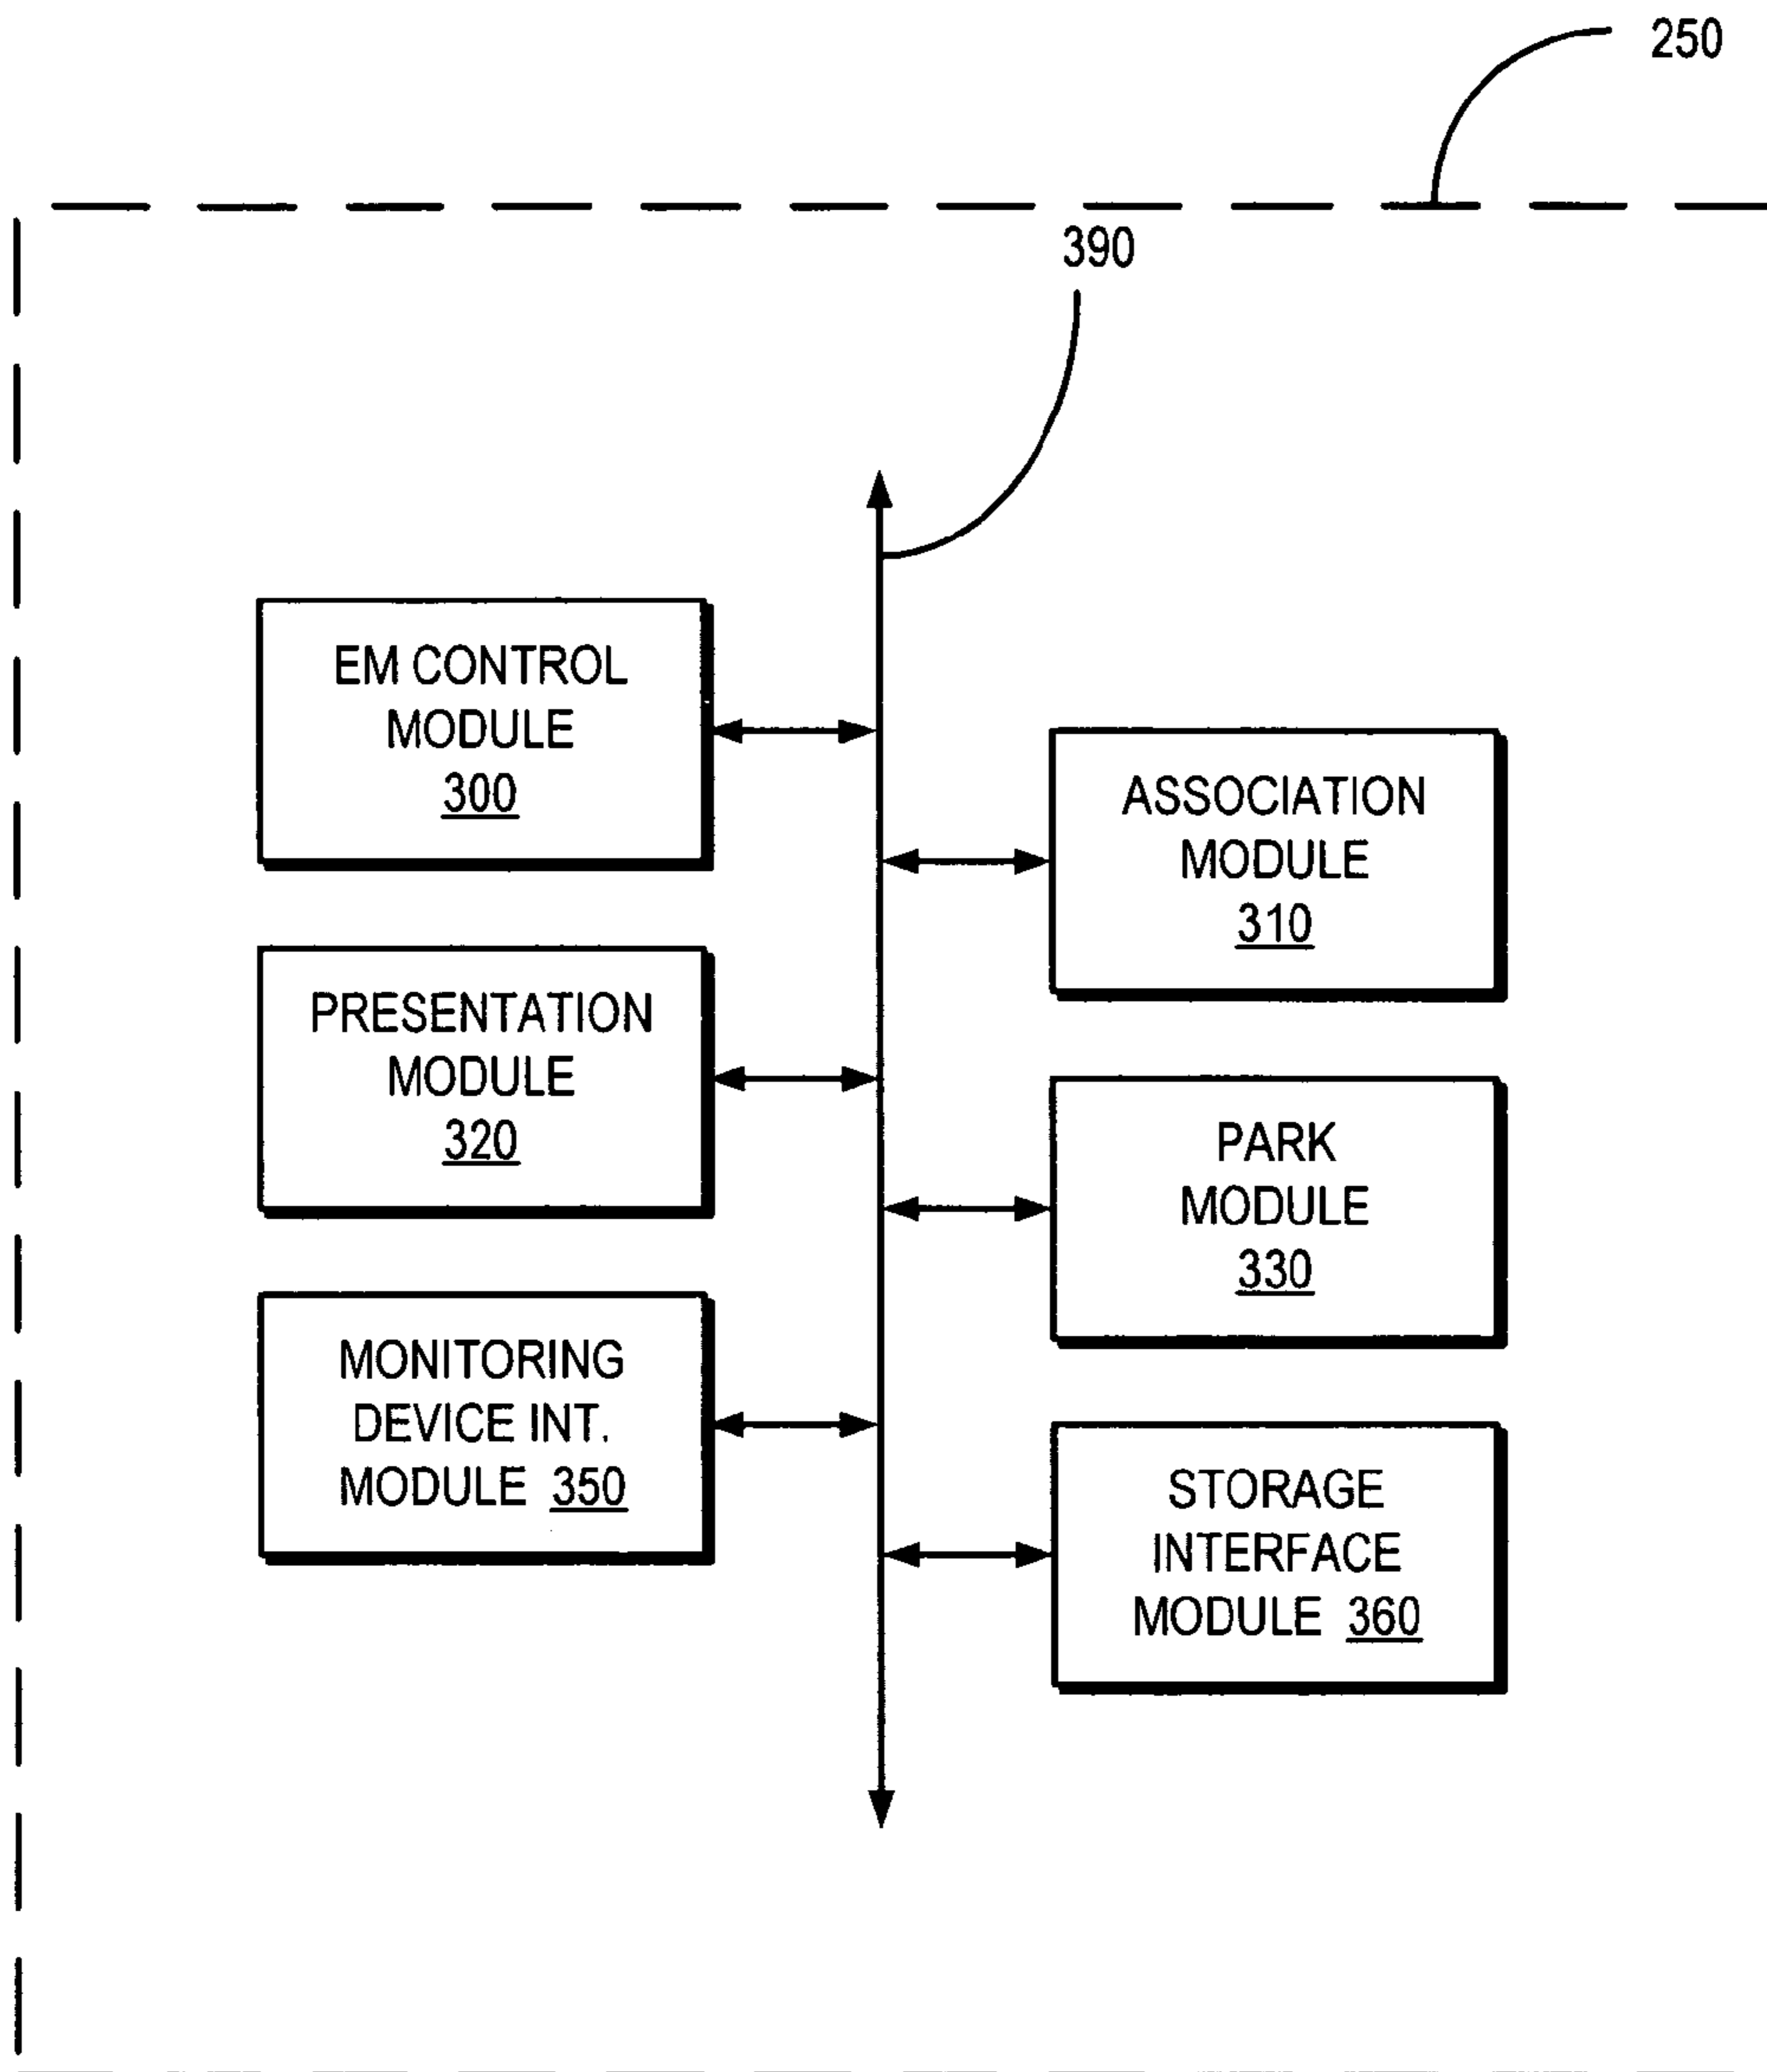 250
390
EM CONTROL
MODULE
300
ASSOCIATION
MODULE
310
PRESENTATION
MODULE
320
PARK
MODULE
330
MONITORING
DEVICE INT.
MODULE 350
STORAGE
INTERFACE
MODULE 360